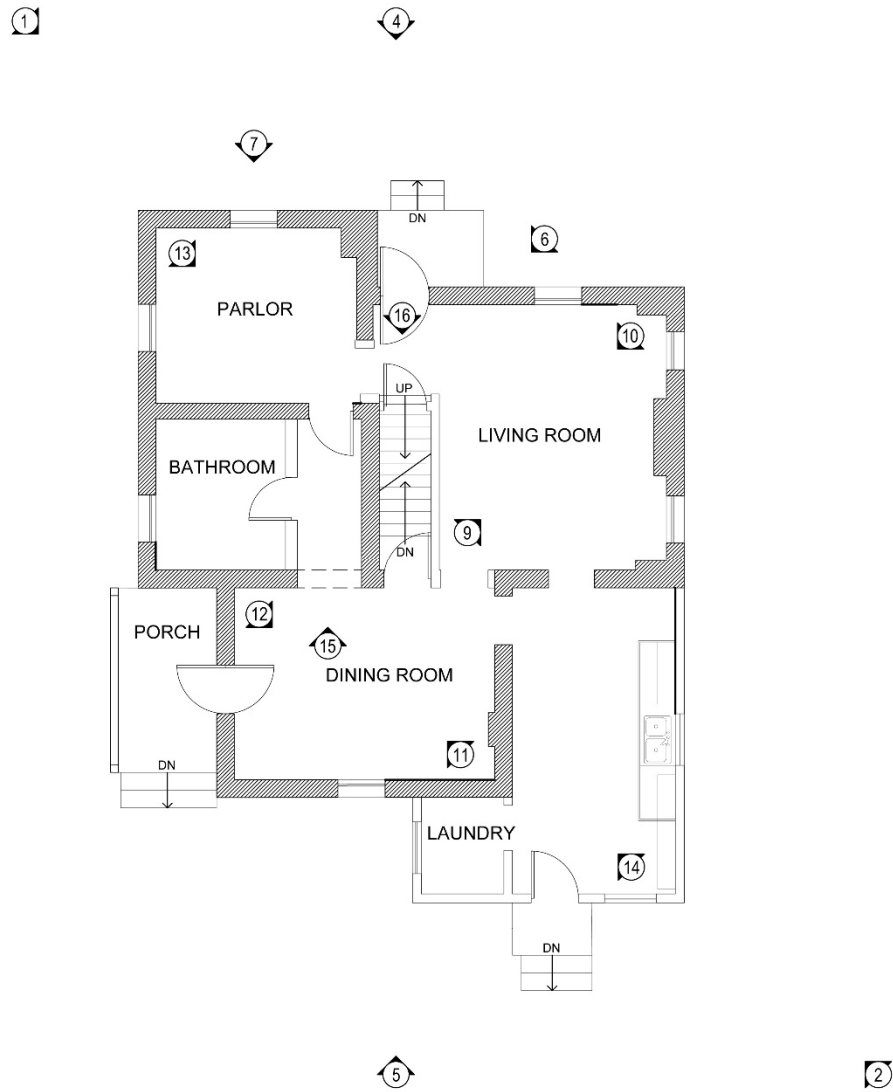 1
4
7
DN
6
13
PARLOR
16
10
UP
LIVING ROOM
BATHROOM
9
DN
12
PORCH
15
DINING ROOM
11
DN
LAUNDRY
14
DN
5
2